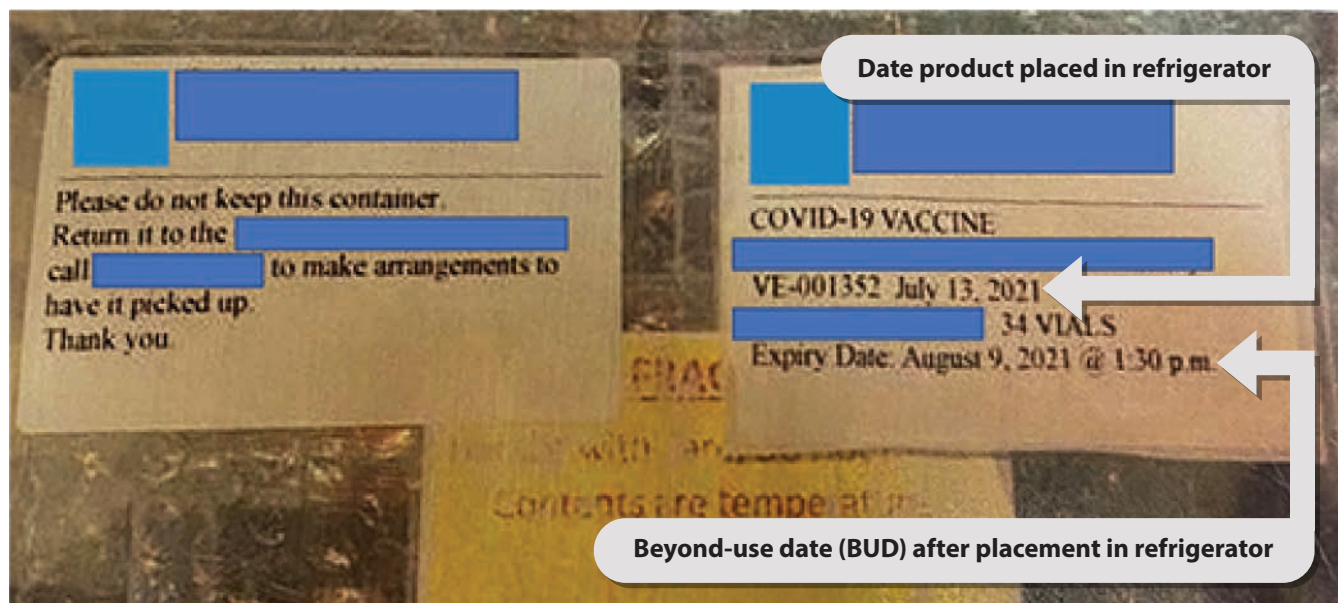 Date product placed in refrigerator
Please do not keep this container.
Return it to the
call to make arrangements to
have it picked up.
Thank you
COVID-19 VACCINE
VE-001352 July 13, 2021
34 VIALS
Expiry Date: August 9, 2021 @ 1:30 p.m.
with
Contents are
Beyond-use date (BUD) after placement in refrigerator